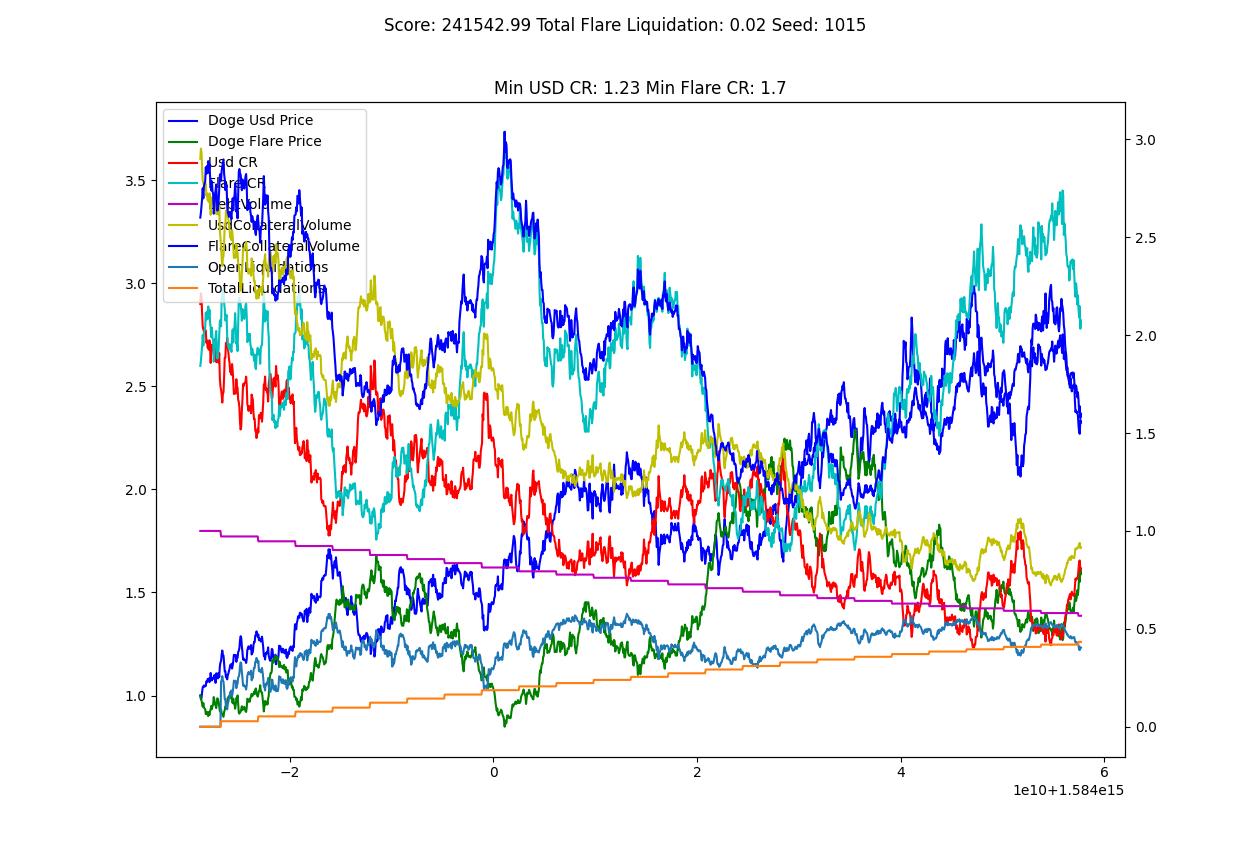 Score: 241542.99 Total Flare Liquidation: 0.02 Seed: 1015
Min USD CR: 1.23 Min Flare CR: 1.7
Doge Usd Price
Doge Flare Price
Usd CR
Flare CR
DebtVolume
UsdCollateralVolume
FlareCollateralVolume
OpenLiquidations
TotalLiquidations
3.5
3.0
2.5
2.0
1.5
1.0
3.0
2.5
2.0
1.5
1.0
0.5
0.0
−2
0
2
4
6
1e10+1.584e15